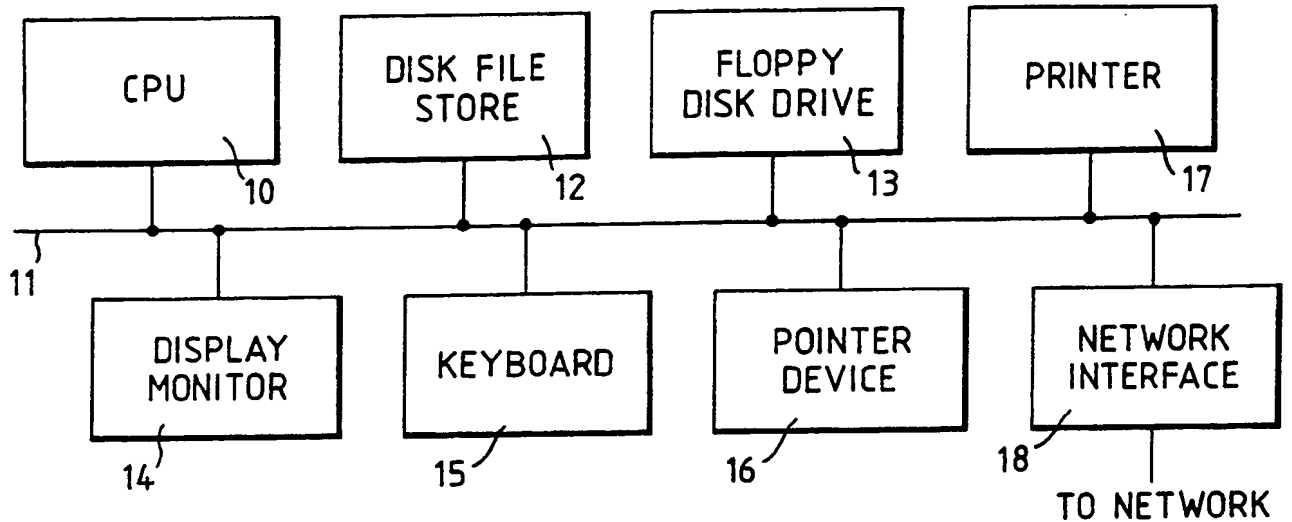 CPU
10
DISK FILE
STORE
12
FLOPPY
DISK DRIVE
13
PRINTER
17
11
DISPLAY
MONITOR
14
KEYBOARD
15
POINTER
DEVICE
16
NETWORK
INTERFACE
18
TO NETWORK